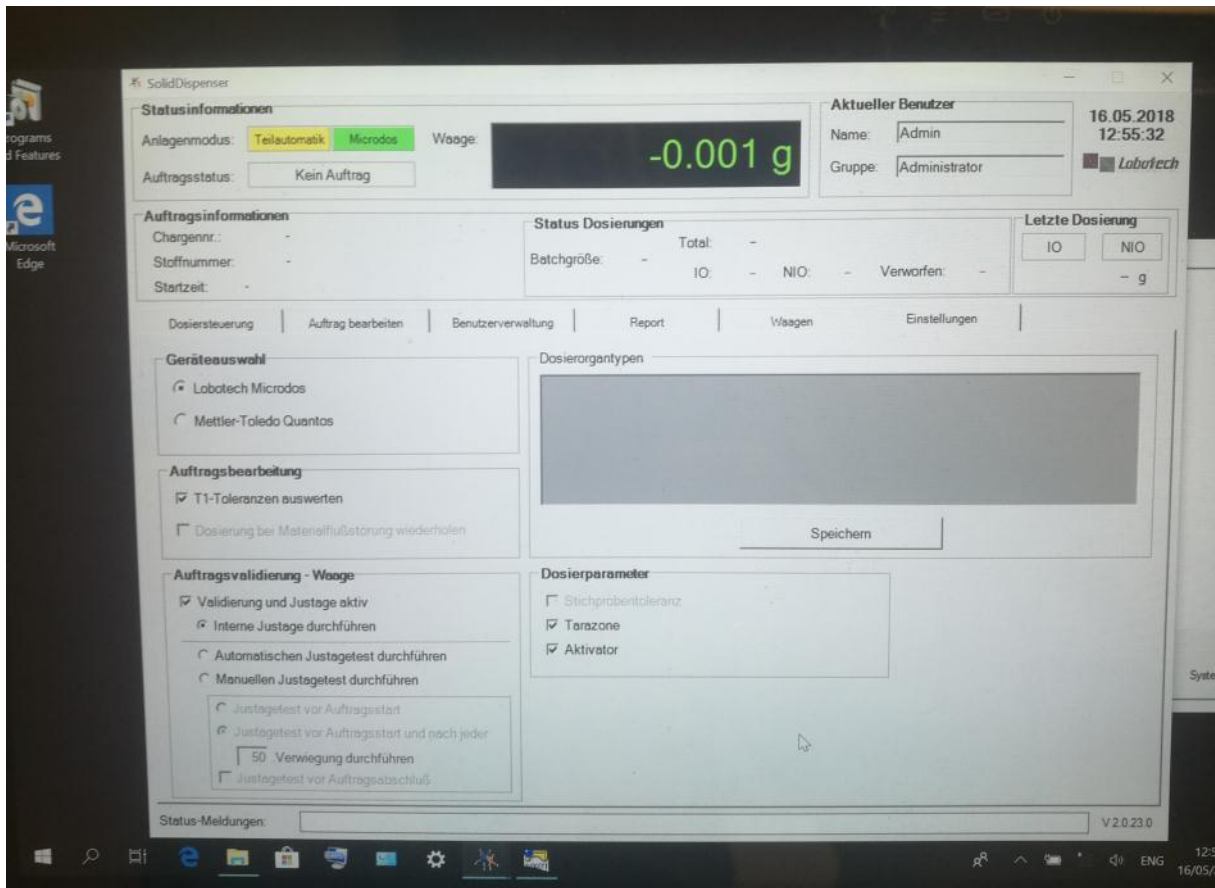 SolidDispenser
Statusinformationen
Anlagenmodus: Teilautomatik Microdos Waage: -0.001 g
Auftragsstatus: Kein Auftrag
Aktueller Benutzer
Name: Admin
Gruppe: Administrator
16.05.2018
12:55:32
Lobotech
Features
Microsoft
Edge
Auftragsinformationen
Chargennr.: -
Stoffnummer: -
Startzeit: -
Status Dosierungen
Total: -
Batchgröße: -
IO: - NIO: - Verworfen: -
Letzte Dosierung
IO NIO
- g
Dosiersteuerung Auftrag bearbeiten Benutzerverwaltung Report Waagen Einstellungen
Geräteauswahl
Lobotech Microdos
Mettler-Toledo Quantos
Dosierorgantypen
Speichern
Auftragsbearbeitung
T1-Toleranzen auswerten
Dosierung bei Materialflußstörung wiederholen
Auftragsvalidierung - Waage
Validierung und Justage aktiv
Interne Justage durchführen
Automatischen Justagetest durchführen
Manuellen Justagetest durchführen
Justagetest vor Auftragsstart
Justagetest vor Auftragsstart und nach jeder
50 Verwiegung durchführen
Justagetest vor Auftragsabschluß
Dosierparameter
Stichprobentoleranz
Tarazone
Aktivator
Status-Meldungen:
V 2.0.23.0
ENG